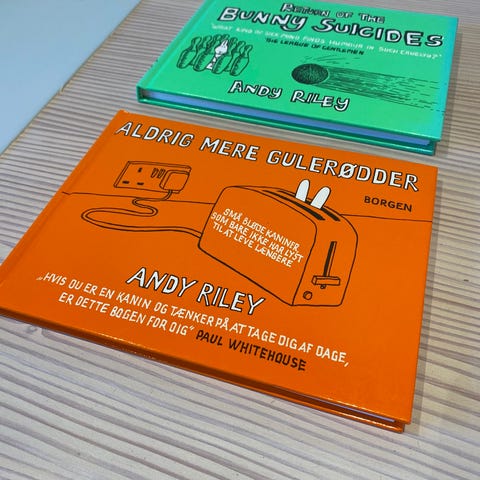 RETURN OF THE
BUNNY SUICIDES
"WHAT KIND OF SICK MIND FINDS HUMOUR IN SUCH CRUELTY?"
THE LEAGUE OF GENTLEMEN
ANDY RILEY
ALDRIG MERE GULERØDDER
BORGEN
SMÅ BLØDE KANINER,
SOM BARE IKKE HAR LYST
TIL AT LEVE LÆNGERE
ANDY RILEY
„HVIS DU ER EN KANIN OG TÆNKER PÅ AT TAGE DIG AF DAGE,
ER DETTE BOGEN FOR DIG" PAUL WHITEHOUSE